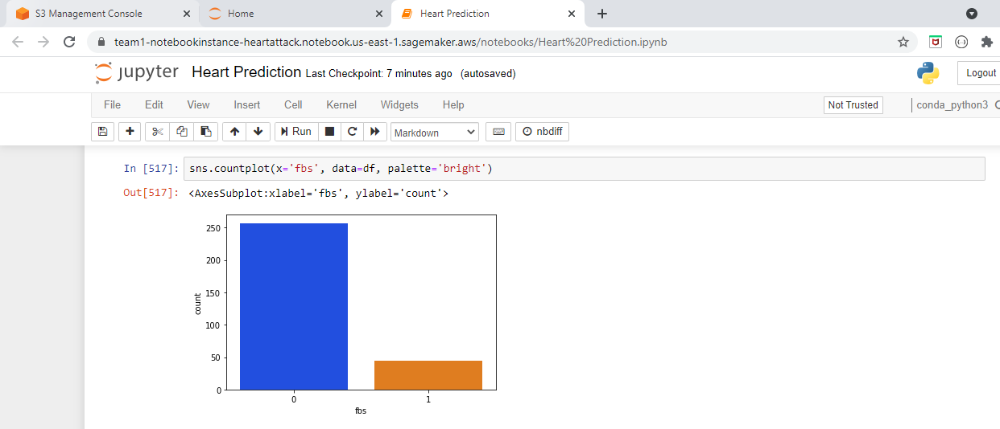 S3 Management Console
Home
Heart Prediction
team1-notebookinstance-heartattack.notebook.us-east-1.sagemaker.aws/notebooks/Heart%20Prediction.ipynb
jupyter Heart Prediction Last Checkpoint: 7 minutes ago (autosaved)
Logout
File Edit View Insert Cell Kernel Widgets Help
Not Trusted
conda_python3
Run
Markdown
nbdiff
In [517]: sns.countplot(x='fbs', data=df, palette='bright')
Out[517]: <AxesSubplot:xlabel='fbs', ylabel='count'>
250
200
150
100
50
0
count
0 1
fbs